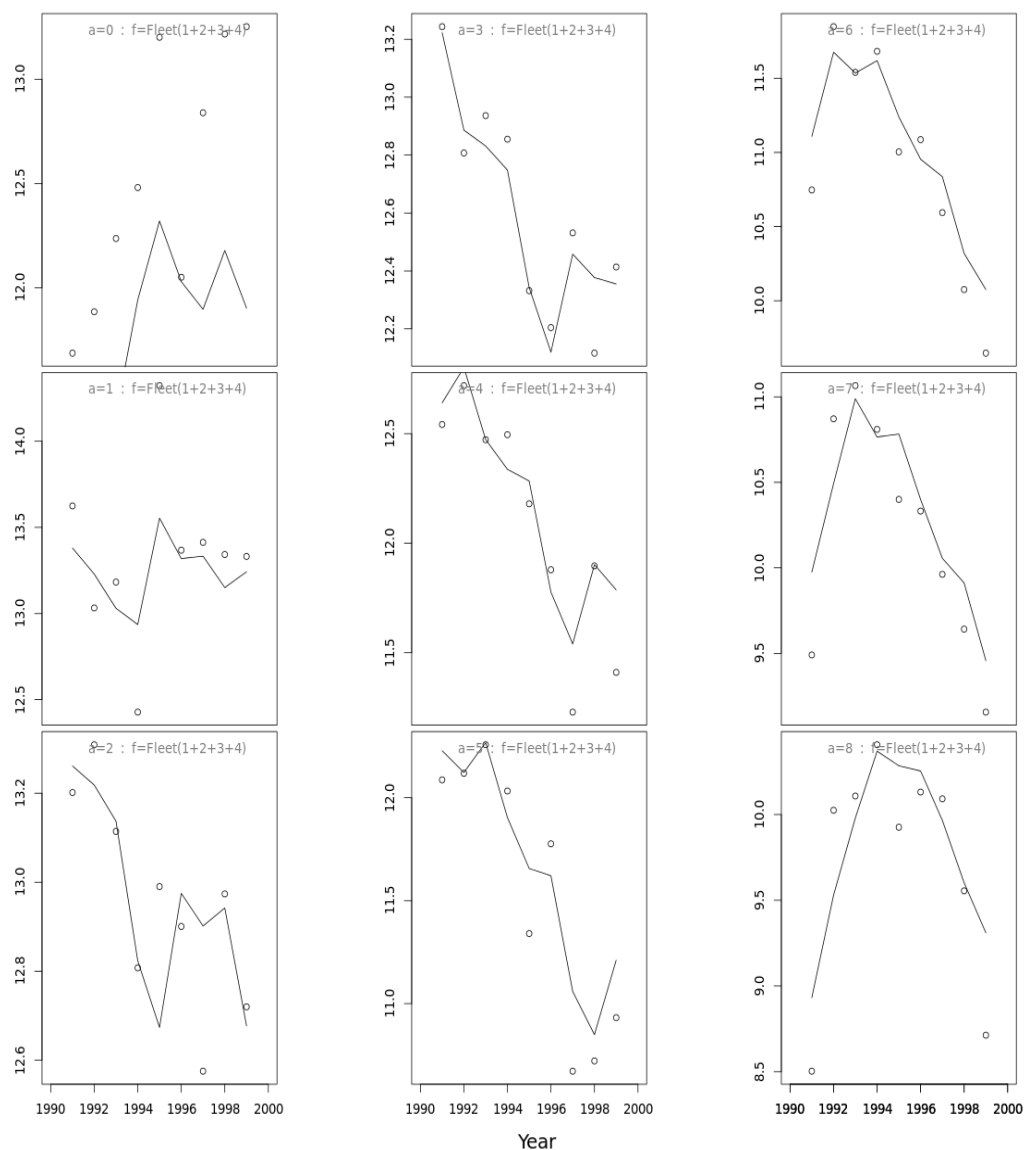 a=0 : f=Fleet(1+2+3+4)
13.0
12.5
12.0
a=3 : f=Fleet(1+2+3+4)
13.2
13.0
12.8
12.6
12.4
12.2
a=6 : f=Fleet(1+2+3+4)
11.5
11.0
10.5
10.0
a=1 : f=Fleet(1+2+3+4)
14.0
13.5
13.0
12.5
a=4 : f=Fleet(1+2+3+4)
12.5
12.0
11.5
a=7 : f=Fleet(1+2+3+4)
11.0
10.5
10.0
9.5
a=2 : f=Fleet(1+2+3+4)
13.2
13.0
12.8
12.6
a=5 : f=Fleet(1+2+3+4)
12.0
11.5
11.0
a=8 : f=Fleet(1+2+3+4)
10.0
9.5
9.0
8.5
1990 1992 1994 1996 1998 2000
1990 1992 1994 1996 1998 2000
1990 1992 1994 1996 1998 2000
Year